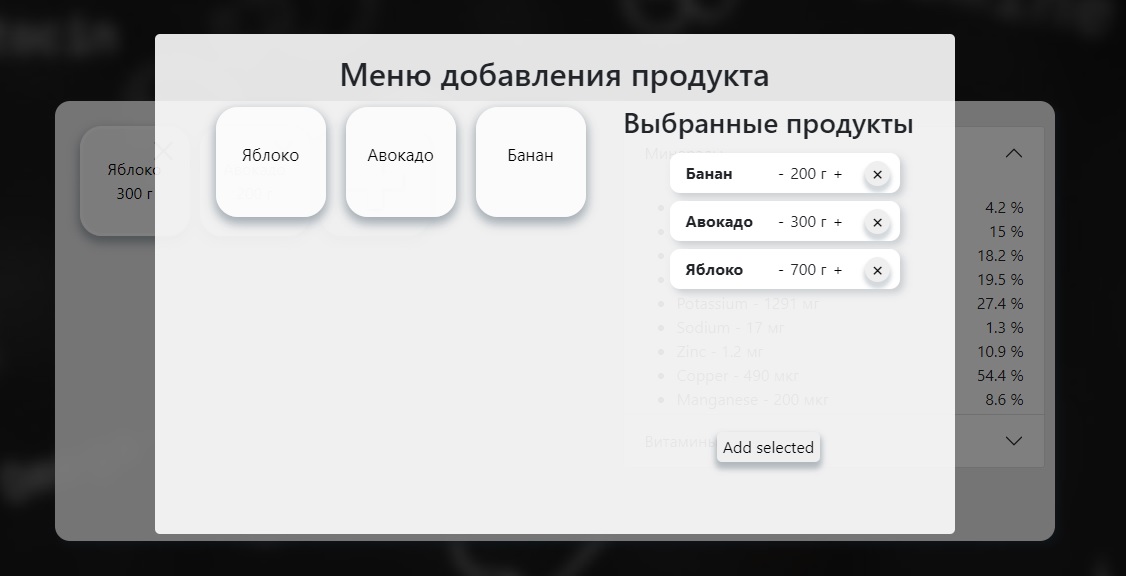 Меню добавления продукта
Яблоко
Авокадо
Банан
Выбранные продукты
Банан - 200 г + ✕
Авокадо - 300 г + ✕
Яблоко - 700 г + ✕
Add selected
Яблоко
300 г
4.2 %
15 %
18.2 %
19.5 %
Potassium - 1291 мг 27.4 %
Sodium - 17 мг 1.3 %
Zinc - 1.2 мг 10.9 %
Copper - 490 мкг 54.4 %
Manganese - 200 мкг 8.6 %
Витамины